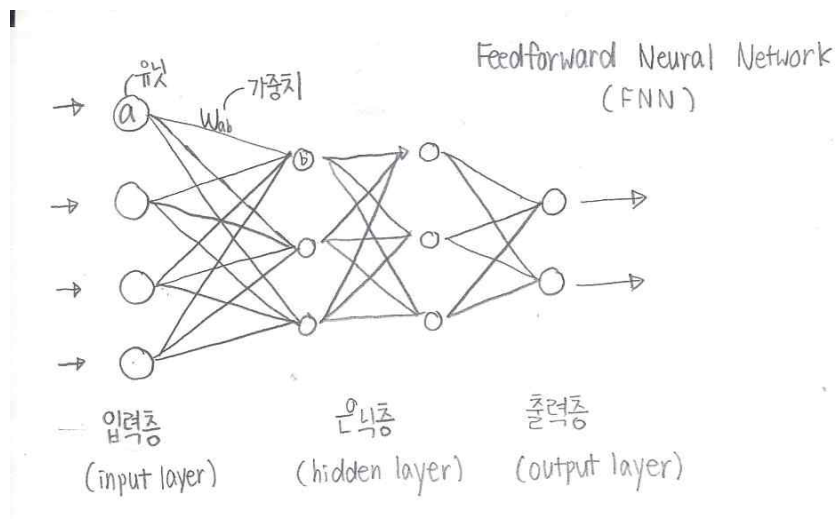 Feedforward Neural Network
(FNN)
유닛
가중치
a
Wab
b
입력층
은닉층
출력층
(input layer)
(hidden layer)
(output layer)